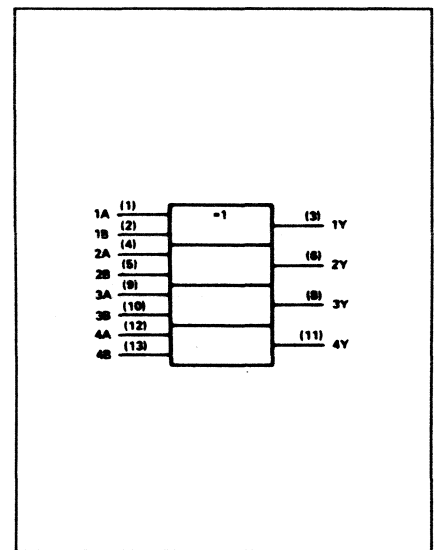 1A (1) =1 (3) 1Y
1B (2)
2A (4) (6) 2Y
2B (5)
3A (9) (8) 3Y
3B (10)
4A (12) (11) 4Y
4B (13)